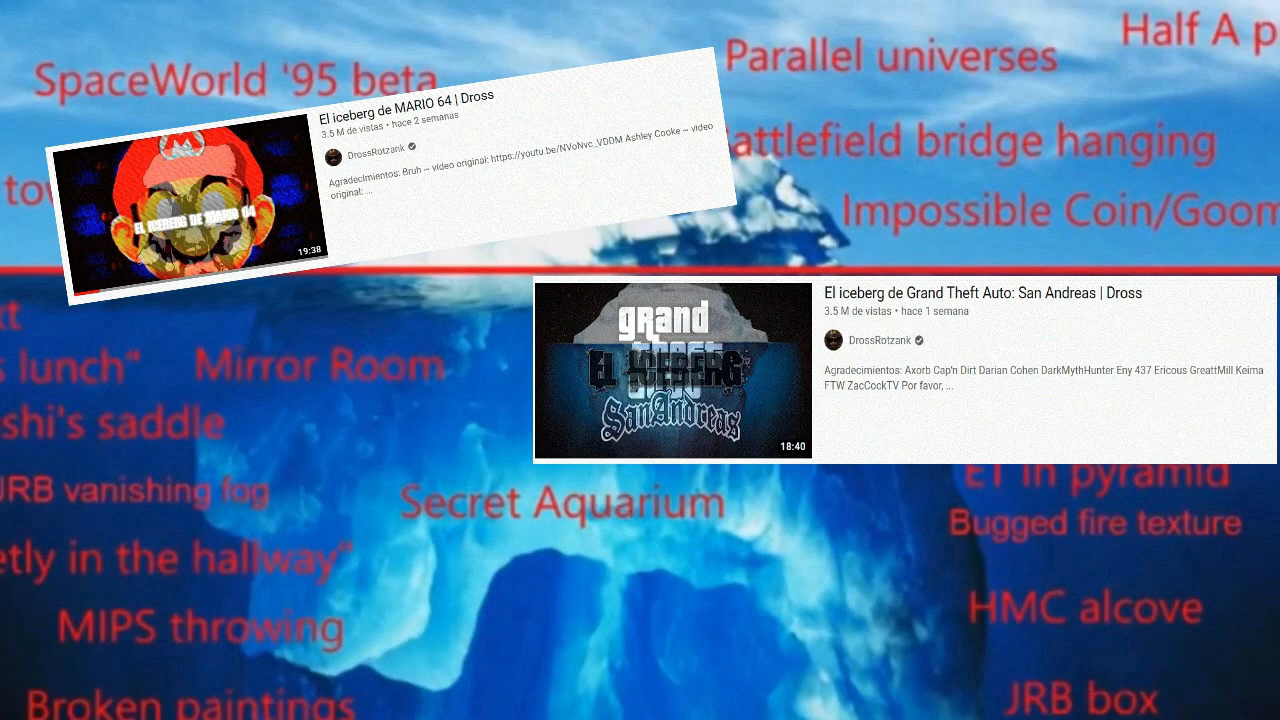 Half A p
SpaceWorld '95 beta
Parallel universes
El iceberg de MARIO 64 | Dross
3.5 M de vistas • hace 2 semanas
DrossRotzank
Agradecimientos: Bruh ~ video original: https://youtu.be/NVoNvc_VDDM Ashley Cooke ~ video
original: ...
EL ICEBERG DE MARIO 64
19:38
M
attlefield bridge hanging
tow
Impossible Coin/Goom
El iceberg de Grand Theft Auto: San Andreas | Dross
3.5 M de vistas • hace 1 semana
DrossRotzank
Agradecimientos: Axorb Cap'n Dirt Darian Cohen DarkMythHunter Eny 437 Ericous GreattMill Keima
FTW ZacCockTV Por favor, ...
grand
theft
EL ICEBERG
auto
SanAndreas
18:40
xt
s lunch" Mirror Room
shi's saddle
JRB vanishing fog
Secret Aquarium
ET in pyramid
Bugged fire texture
etly in the hallway"
MIPS throwing
HMC alcove
Broken paintings
JRB box